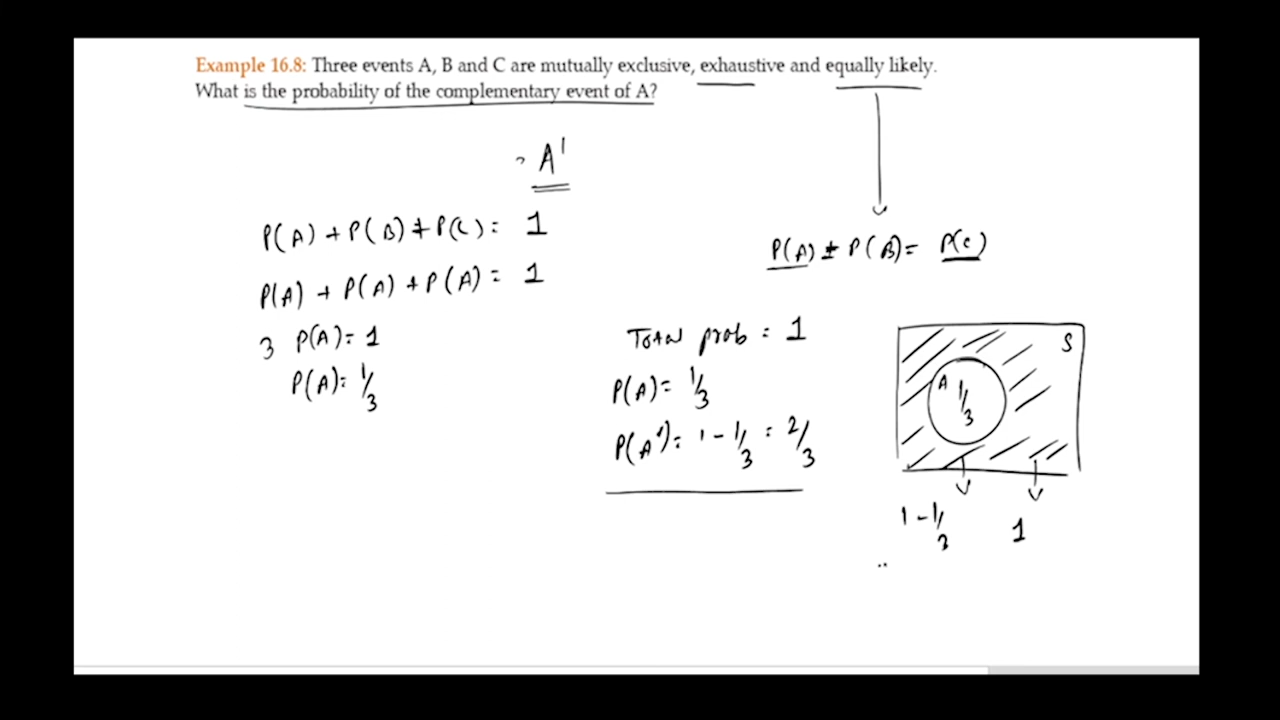 Example 16.8: Three events A, B and C are mutually exclusive, exhaustive and equally likely.
What is the probability of the complementary event of A?
A'
P(A) + P(B) + P(C) = 1
P(A) + P(A) + P(A) = 1
3 P(A) = 1
P(A) = 1/3
P(A) = P(B) = P(C)
Total prob = 1
P(A) = 1/3
P(A') = 1 - 1/3 = 2/3
S
A 1/3
1 - 1/3
1